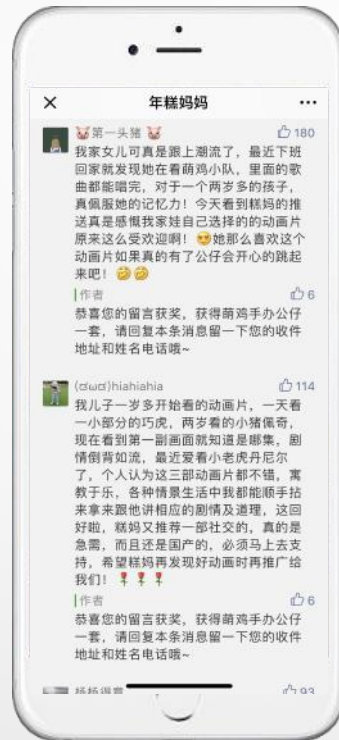 年糕妈妈
第一头猪 180
我家女儿可真是跟上潮流了，最近下班
回家就发现她在看萌鸡小队，里面的歌
曲都能唱完，对于一个两岁多的孩子，
真佩服她的记忆力！今天看到糕妈的推
送真是感慨我家娃自己选择的的动画片
原来这么受欢迎啊！她那么喜欢这个
动画片如果真的有了公仔会开心的跳起
来吧！
作者 6
恭喜您的留言获奖，获得萌鸡手办公仔
一套，请回复本条消息留一下您的收件
地址和姓名电话哦~
(ďωď)hiahiahia 114
我儿子一岁多开始看的动画片，一天看
一小部分的巧虎，两岁看的小猪佩奇，
现在看到第一副画面就知道是哪集，剧
情倒背如流，最近爱看小老虎丹尼尔
了，个人认为这三部动画片都不错，寓
教于乐，各种情景生活中我都能顺手拈
来拿来跟他讲相应的剧情及道理，这回
好啦，糕妈又推荐一部社交的，真的是
急需，而且还是国产的，必须马上去支
持，希望糕妈再发现好动画时再推广给
我们！
作者 6
恭喜您的留言获奖，获得萌鸡手办公仔
一套，请回复本条消息留一下您的收件
地址和姓名电话哦~
93